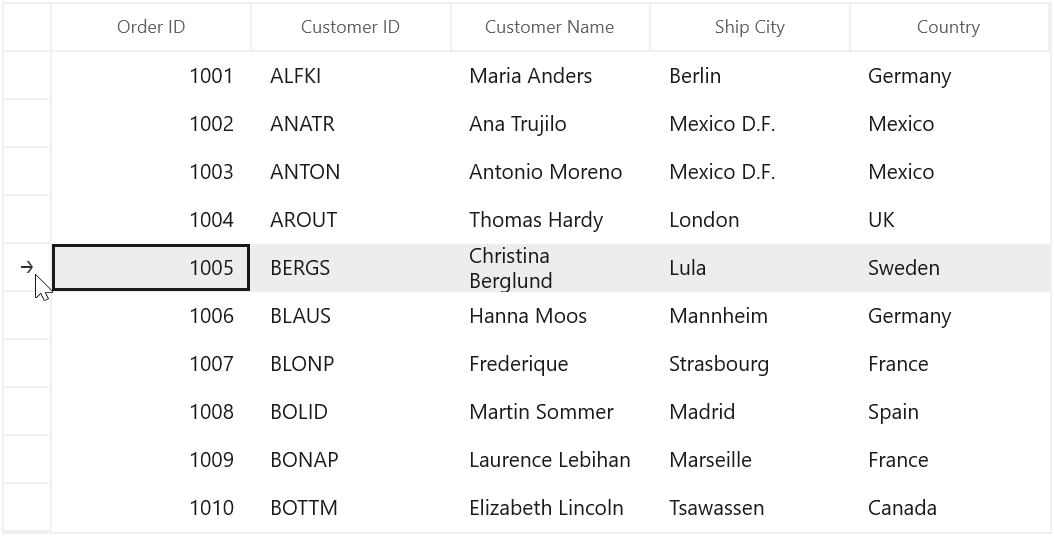 Order ID Customer ID Customer Name Ship City Country
1001 ALFKI Maria Anders Berlin Germany
1002 ANATR Ana Trujilo Mexico D.F. Mexico
1003 ANTON Antonio Moreno Mexico D.F. Mexico
1004 AROUT Thomas Hardy London UK
1005 BERGS Christina Berglund Lula Sweden
1006 BLAUS Hanna Moos Mannheim Germany
1007 BLONP Frederique Strasbourg France
1008 BOLID Martin Sommer Madrid Spain
1009 BONAP Laurence Lebihan Marseille France
1010 BOTTM Elizabeth Lincoln Tsawassen Canada